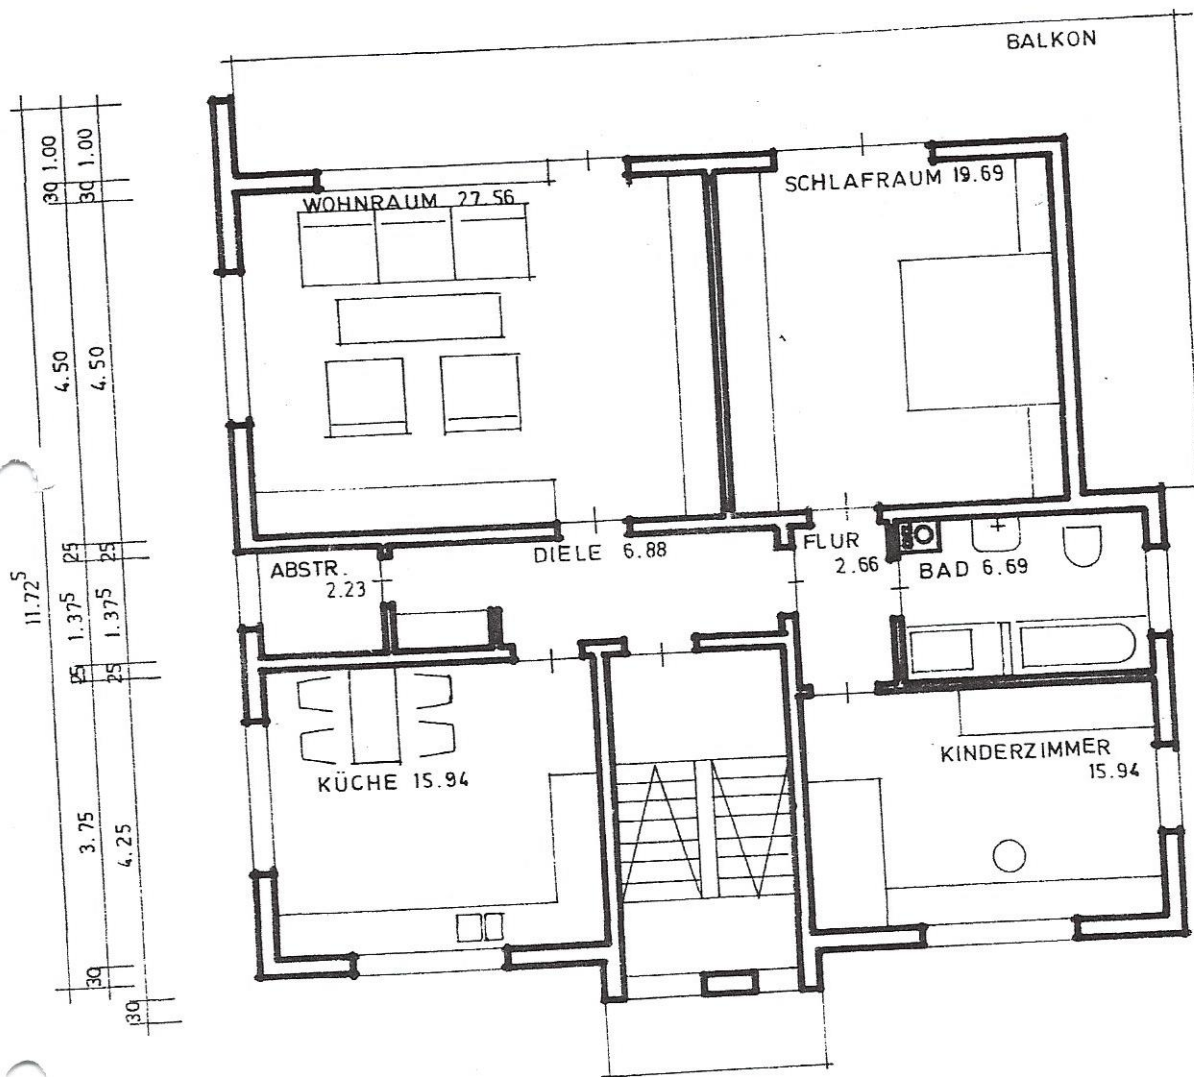 BALKON
SCHLAFRAUM 19.69
WOHNRAUM 27.56
DIELE 6.88
FLUR
2.66
ABSTR.
2.23
BAD 6.69
KÜCHE 15.94
KINDERZIMMER
15.94
30 1.00
30 1.00
4.50
4.50
25
25
11.72⁵
1.37⁵
1.37⁵
25
25
3.75
4.25
30
30